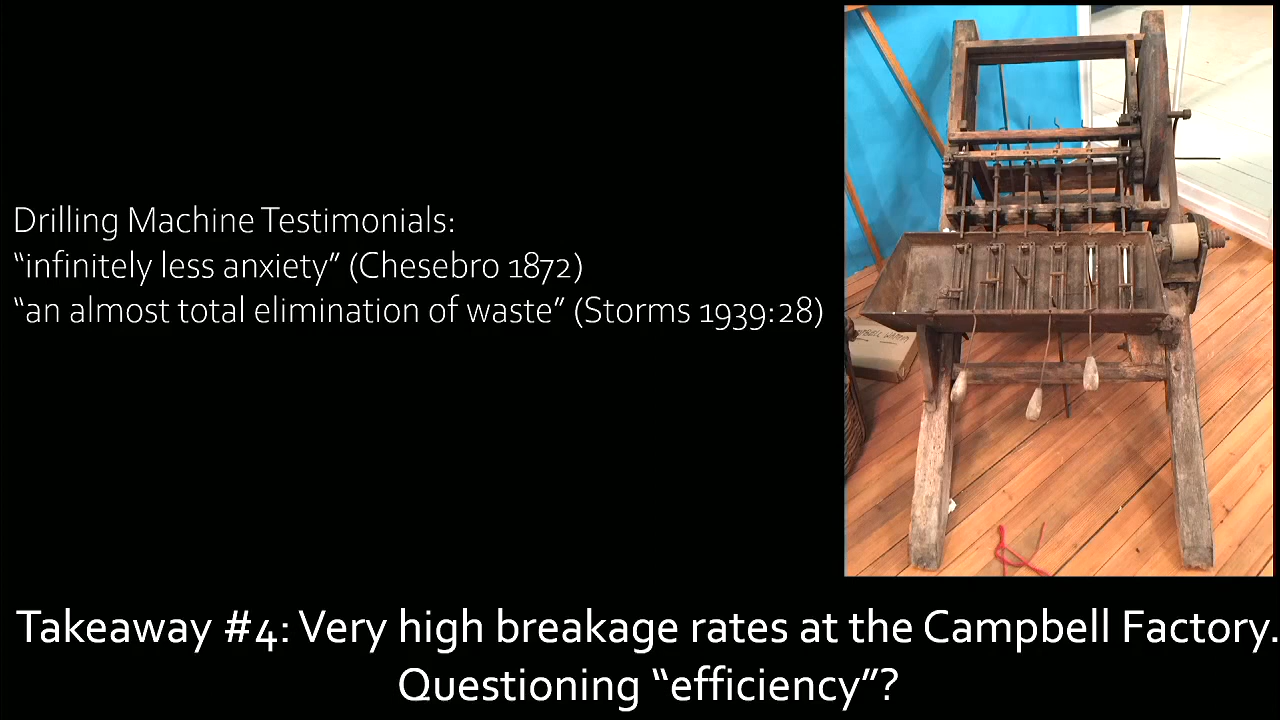 Drilling Machine Testimonials:
“infinitely less anxiety” (Chesebro 1872)
“an almost total elimination of waste” (Storms 1939:28)
Takeaway #4: Very high breakage rates at the Campbell Factory.
Questioning “efficiency”?